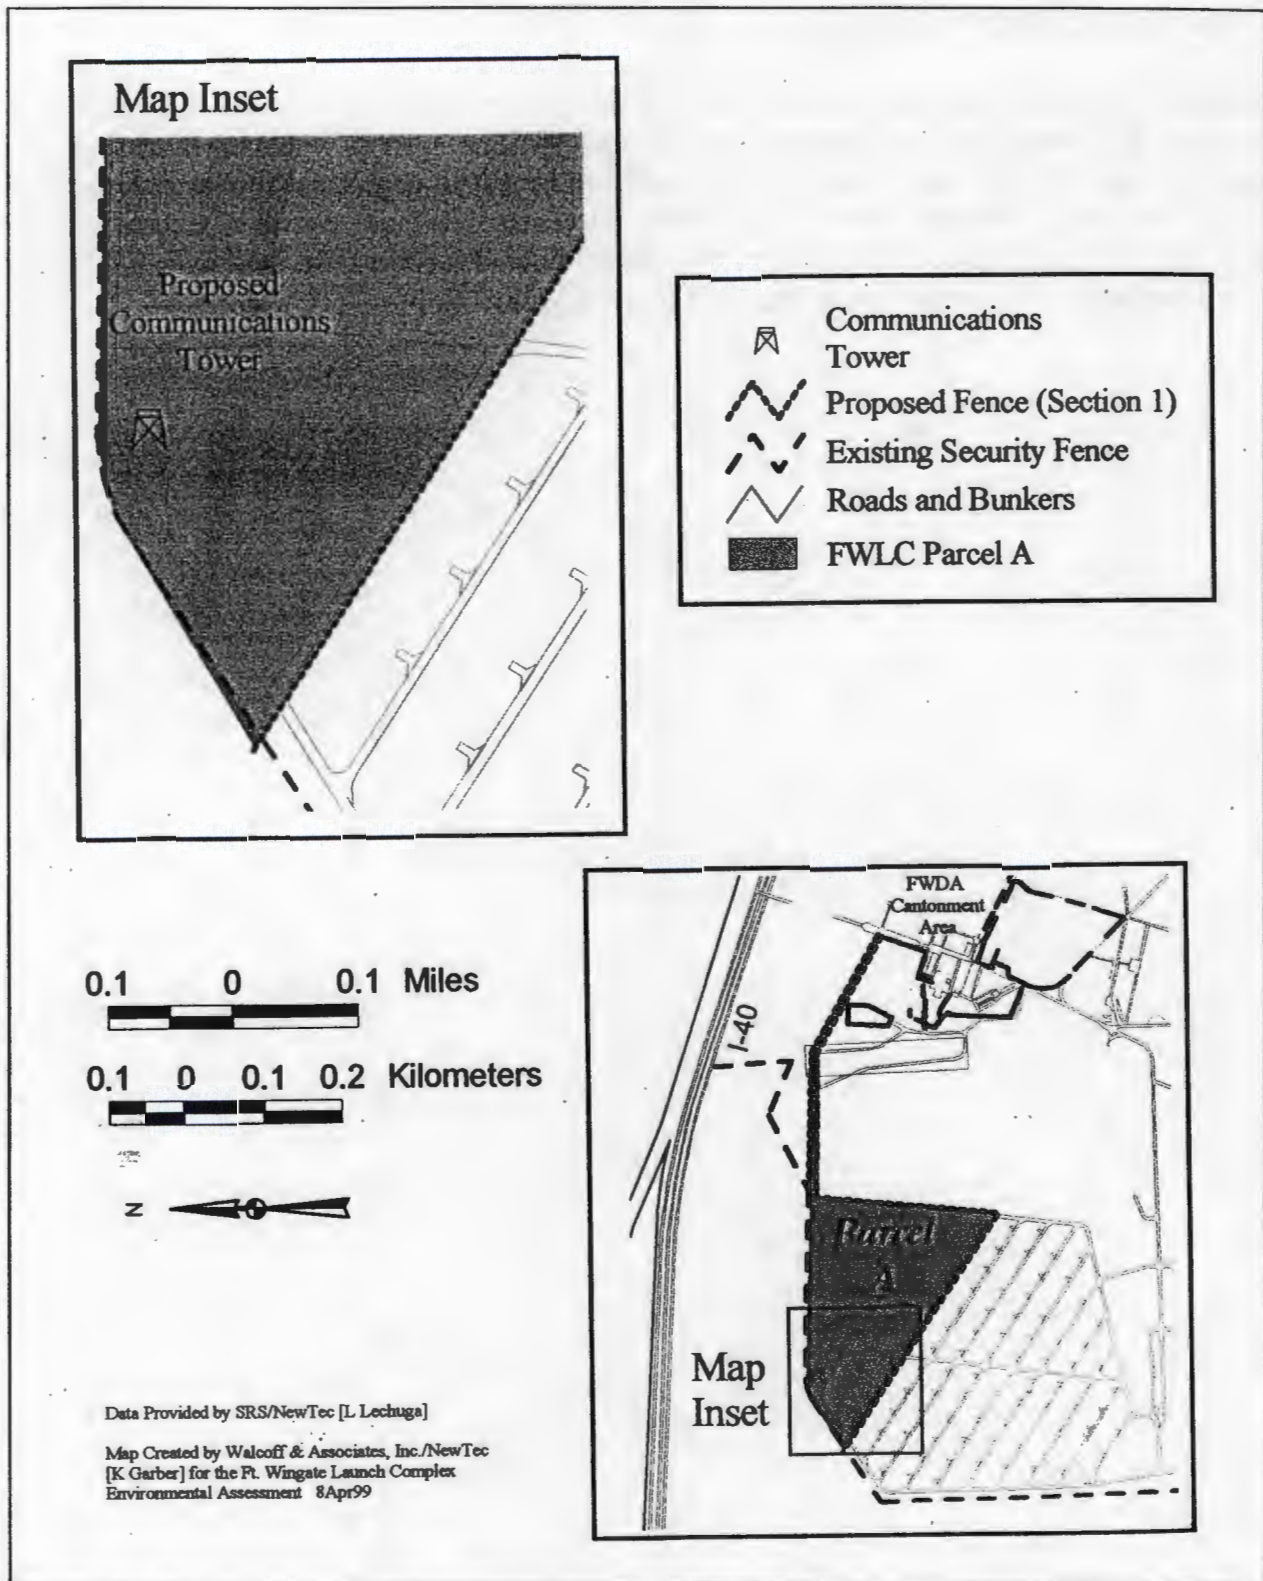 Map Inset
Proposed
Communications
Tower
Communications
Tower
Proposed Fence (Section 1)
Existing Security Fence
Roads and Bunkers
FWLC Parcel A
0.1 0 0.1 Miles
0.1 0 0.1 0.2 Kilometers
N
FWDA
Cantonment
Area
I-40
Parcel
A
Map
Inset
Data Provided by SRS/NewTec [L Lechuga]
Map Created by Walcoff & Associates, Inc./NewTec
[K Garber] for the Ft. Wingate Launch Complex
Environmental Assessment 8Apr99